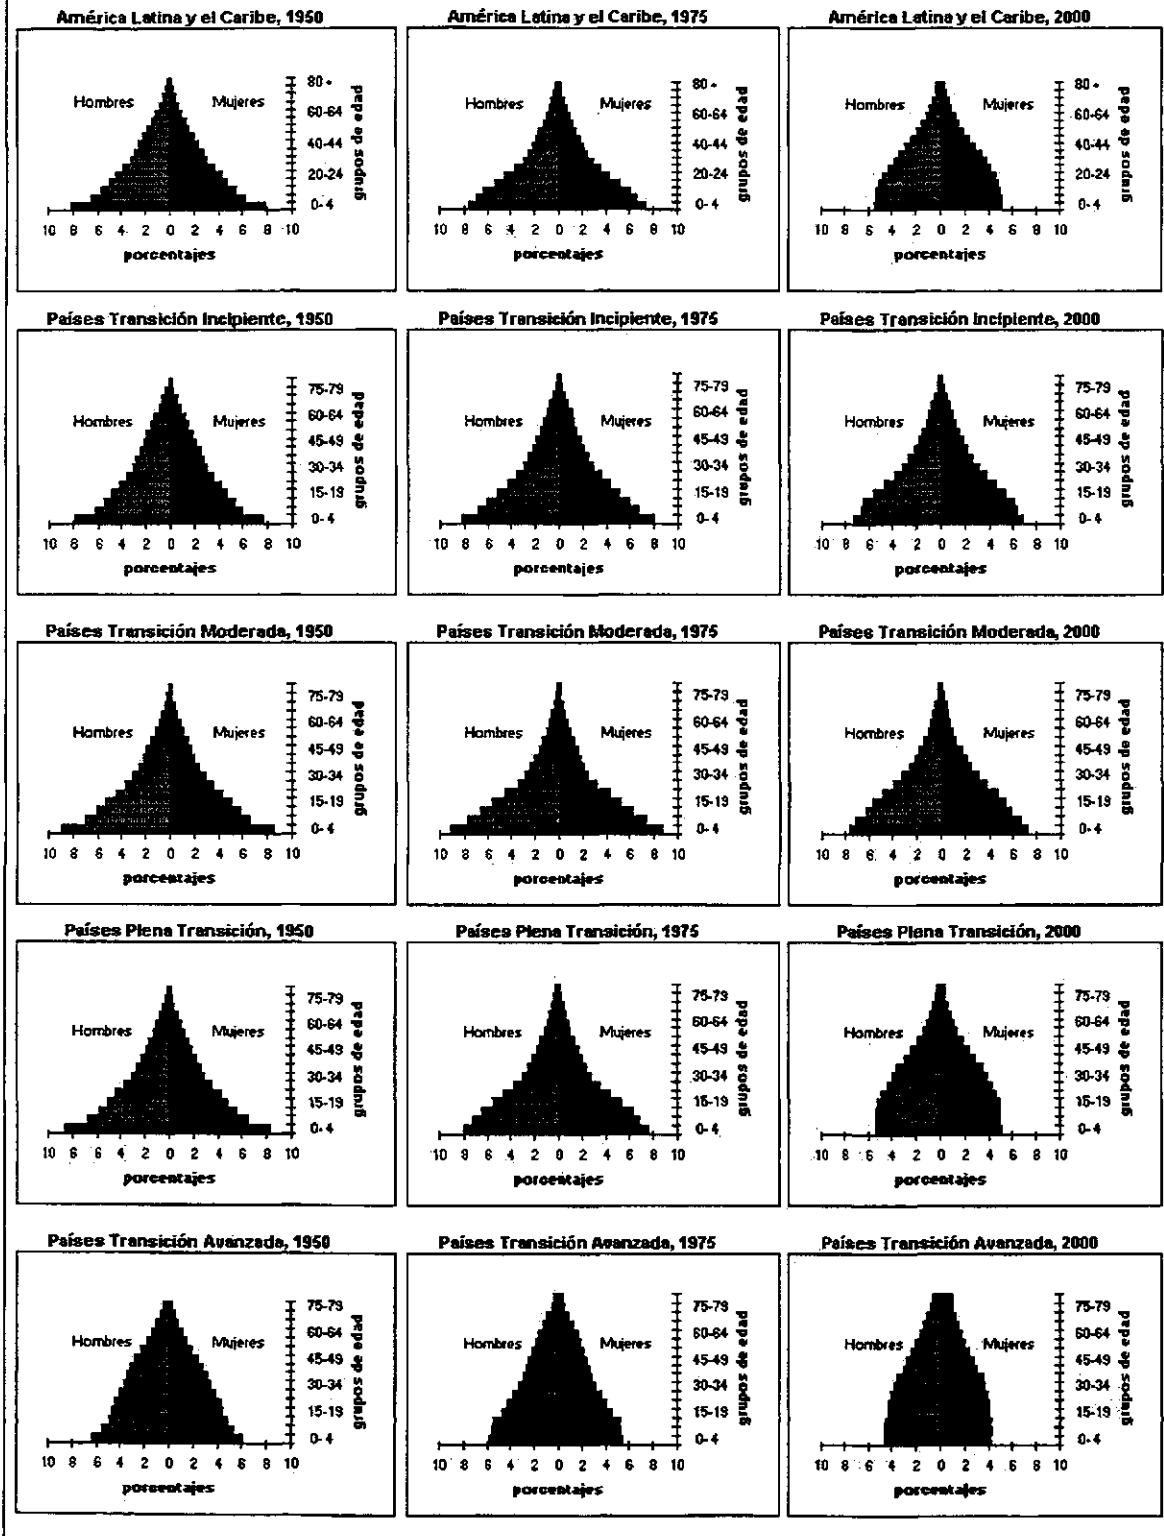 América Latina y el Caribe, 1950
Hombres Mujeres
80 +
60-64
40-44
20-24
0-4
grupos de edad
10 8 6 4 2 0 2 4 6 8 10
porcentajes
América Latina y el Caribe, 1975
Hombres Mujeres
80 +
60-64
40-44
20-24
0-4
grupos de edad
10 8 6 4 2 0 2 4 6 8 10
porcentajes
América Latina y el Caribe, 2000
Hombres Mujeres
80 +
60-64
40-44
20-24
0-4
grupos de edad
10 8 6 4 2 0 2 4 6 8 10
porcentajes
Países Transición Incipiente, 1950
Hombres Mujeres
75-79
60-64
45-49
30-34
15-19
0-4
grupos de edad
10 8 6 4 2 0 2 4 6 8 10
porcentajes
Países Transición Incipiente, 1975
Hombres Mujeres
75-79
60-64
45-49
30-34
15-19
0-4
grupos de edad
10 8 6 4 2 0 2 4 6 8 10
porcentajes
Países Transición Incipiente, 2000
Hombres Mujeres
75-79
60-64
45-49
30-34
15-19
0-4
grupos de edad
10 8 6 4 2 0 2 4 6 8 10
porcentajes
Países Transición Moderada, 1950
Hombres Mujeres
75-79
60-64
45-49
30-34
15-19
0-4
grupos de edad
10 8 6 4 2 0 2 4 6 8 10
porcentajes
Países Transición Moderada, 1975
Hombres Mujeres
75-79
60-64
45-49
30-34
15-19
0-4
grupos de edad
10 8 6 4 2 0 2 4 6 8 10
porcentajes
Países Transición Moderada, 2000
Hombres Mujeres
75-79
60-64
45-49
30-34
15-19
0-4
grupos de edad
10 8 6 4 2 0 2 4 6 8 10
porcentajes
Países Plena Transición, 1950
Hombres Mujeres
75-79
60-64
45-49
30-34
15-19
0-4
grupos de edad
10 8 6 4 2 0 2 4 6 8 10
porcentajes
Países Plena Transición, 1975
Hombres Mujeres
75-79
60-64
45-49
30-34
15-19
0-4
grupos de edad
10 8 6 4 2 0 2 4 6 8 10
porcentajes
Países Plena Transición, 2000
Hombres Mujeres
75-79
60-64
45-49
30-34
15-19
0-4
grupos de edad
10 8 6 4 2 0 2 4 6 8 10
porcentajes
Países Transición Avanzada, 1950
Hombres Mujeres
75-79
60-64
45-49
30-34
15-19
0-4
grupos de edad
10 8 6 4 2 0 2 4 6 8 10
porcentajes
Países Transición Avanzada, 1975
Hombres Mujeres
75-79
60-64
45-49
30-34
15-19
0-4
grupos de edad
10 8 6 4 2 0 2 4 6 8 10
porcentajes
Países Transición Avanzada, 2000
Hombres Mujeres
75-79
60-64
45-49
30-34
15-19
0-4
grupos de edad
10 8 6 4 2 0 2 4 6 8 10
porcentajes